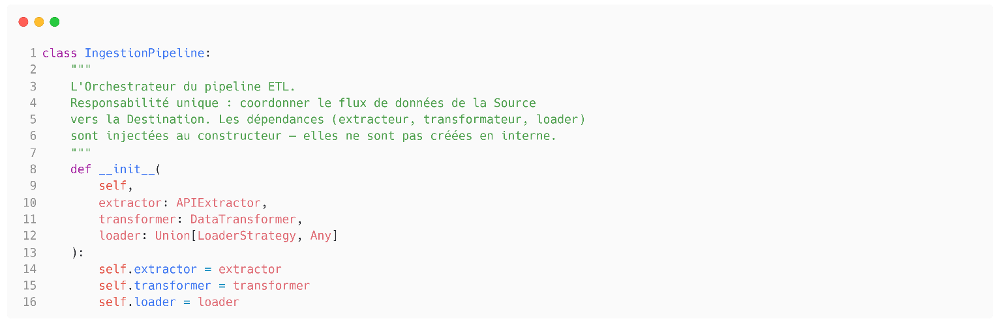 1 class IngestionPipeline:
2     """
3     L'Orchestrateur du pipeline ETL.
4     Responsabilité unique : coordonner le flux de données de la Source
5     vers la Destination. Les dépendances (extracteur, transformateur, loader)
6     sont injectées au constructeur — elles ne sont pas créées en interne.
7     """
8     def __init__(
9         self,
10         extractor: APIExtractor,
11         transformer: DataTransformer,
12         loader: Union[LoaderStrategy, Any]
13     ):
14         self.extractor = extractor
15         self.transformer = transformer
16         self.loader = loader